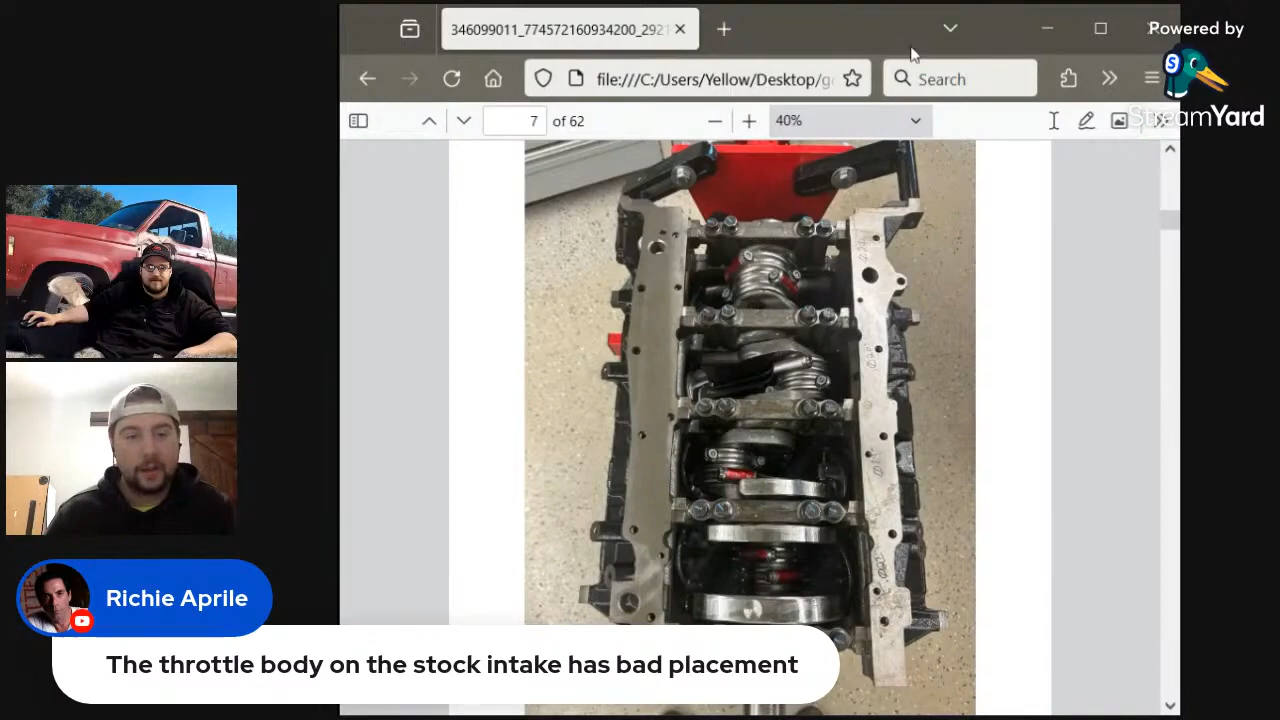 346099011_774572160934200_2921
Powered by
StreamYard
file:///C:/Users/Yellow/Desktop/g
Search
7 of 62
40%
Richie Aprile
The throttle body on the stock intake has bad placement